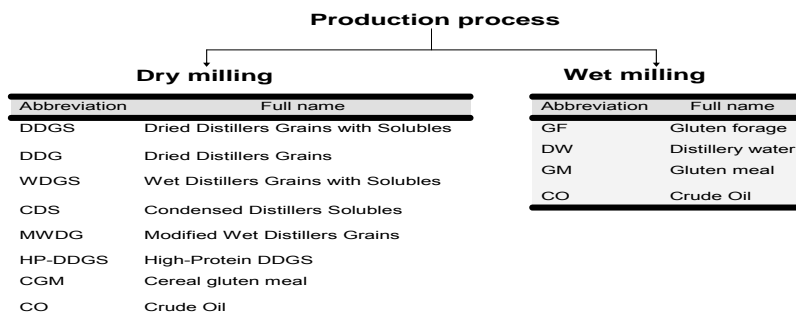 Production process
Dry milling
Abbreviation Full name
DDGS Dried Distillers Grains with Solubles
DDG Dried Distillers Grains
WDGS Wet Distillers Grains with Solubles
CDS Condensed Distillers Solubles
MWDG Modified Wet Distillers Grains
HP-DDGS High-Protein DDGS
CGM Cereal gluten meal
CO Crude Oil
Wet milling
Abbreviation Full name
GF Gluten forage
DW Distillery water
GM Gluten meal
CO Crude Oil